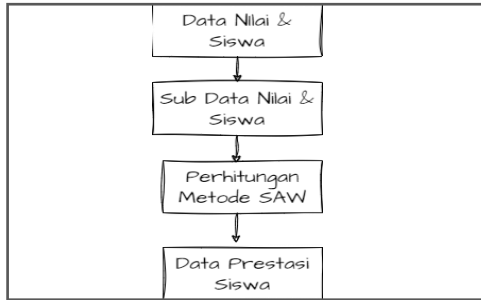 Data Nilai &
Siswa
Sub Data Nilai &
Siswa
Perhitungan
Metode SAW
Data Prestasi
Siswa